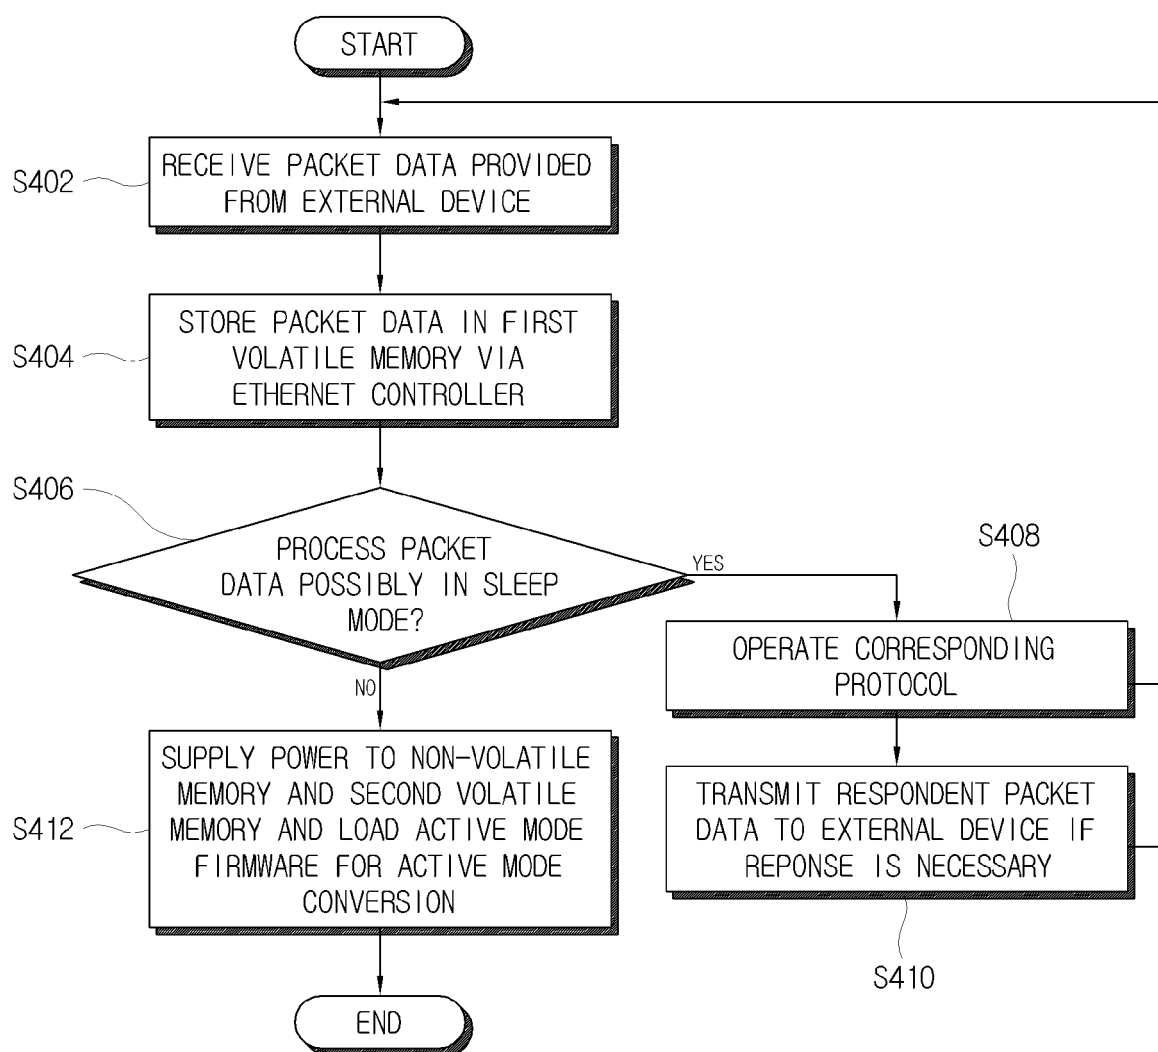 START
S402
RECEIVE PACKET DATA PROVIDED
FROM EXTERNAL DEVICE
S404
STORE PACKET DATA IN FIRST
VOLATILE MEMORY VIA
ETHERNET CONTROLLER
S406
PROCESS PACKET
DATA POSSIBLY IN SLEEP
MODE?
YES
NO
S408
OPERATE CORRESPONDING
PROTOCOL
TRANSMIT RESPONDENT PACKET
DATA TO EXTERNAL DEVICE IF
REPONSE IS NECESSARY
S410
S412
SUPPLY POWER TO NON-VOLATILE
MEMORY AND SECOND VOLATILE
MEMORY AND LOAD ACTIVE MODE
FIRMWARE FOR ACTIVE MODE
CONVERSION
END